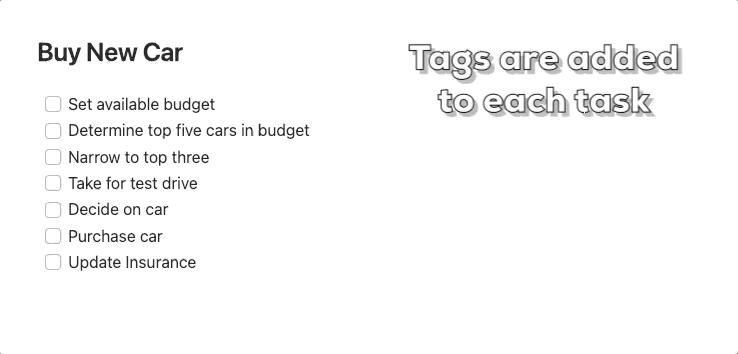 Buy New Car
Tags are added
to each task
Set available budget
Determine top five cars in budget
Narrow to top three
Take for test drive
Decide on car
Purchase car
Update Insurance